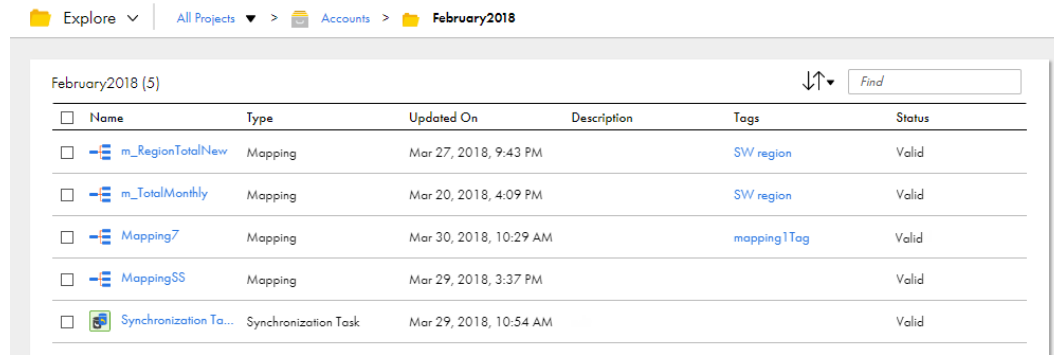 Explore All Projects > Accounts > February2018
February2018 (5) Find
Name Type Updated On Description Tags Status
m_RegionTotalNew Mapping Mar 27, 2018, 9:43 PM SW region Valid
m_TotalMonthly Mapping Mar 20, 2018, 4:09 PM SW region Valid
Mapping7 Mapping Mar 30, 2018, 10:29 AM mapping1Tag Valid
MappingSS Mapping Mar 29, 2018, 3:37 PM Valid
Synchronization Ta... Synchronization Task Mar 29, 2018, 10:54 AM Valid